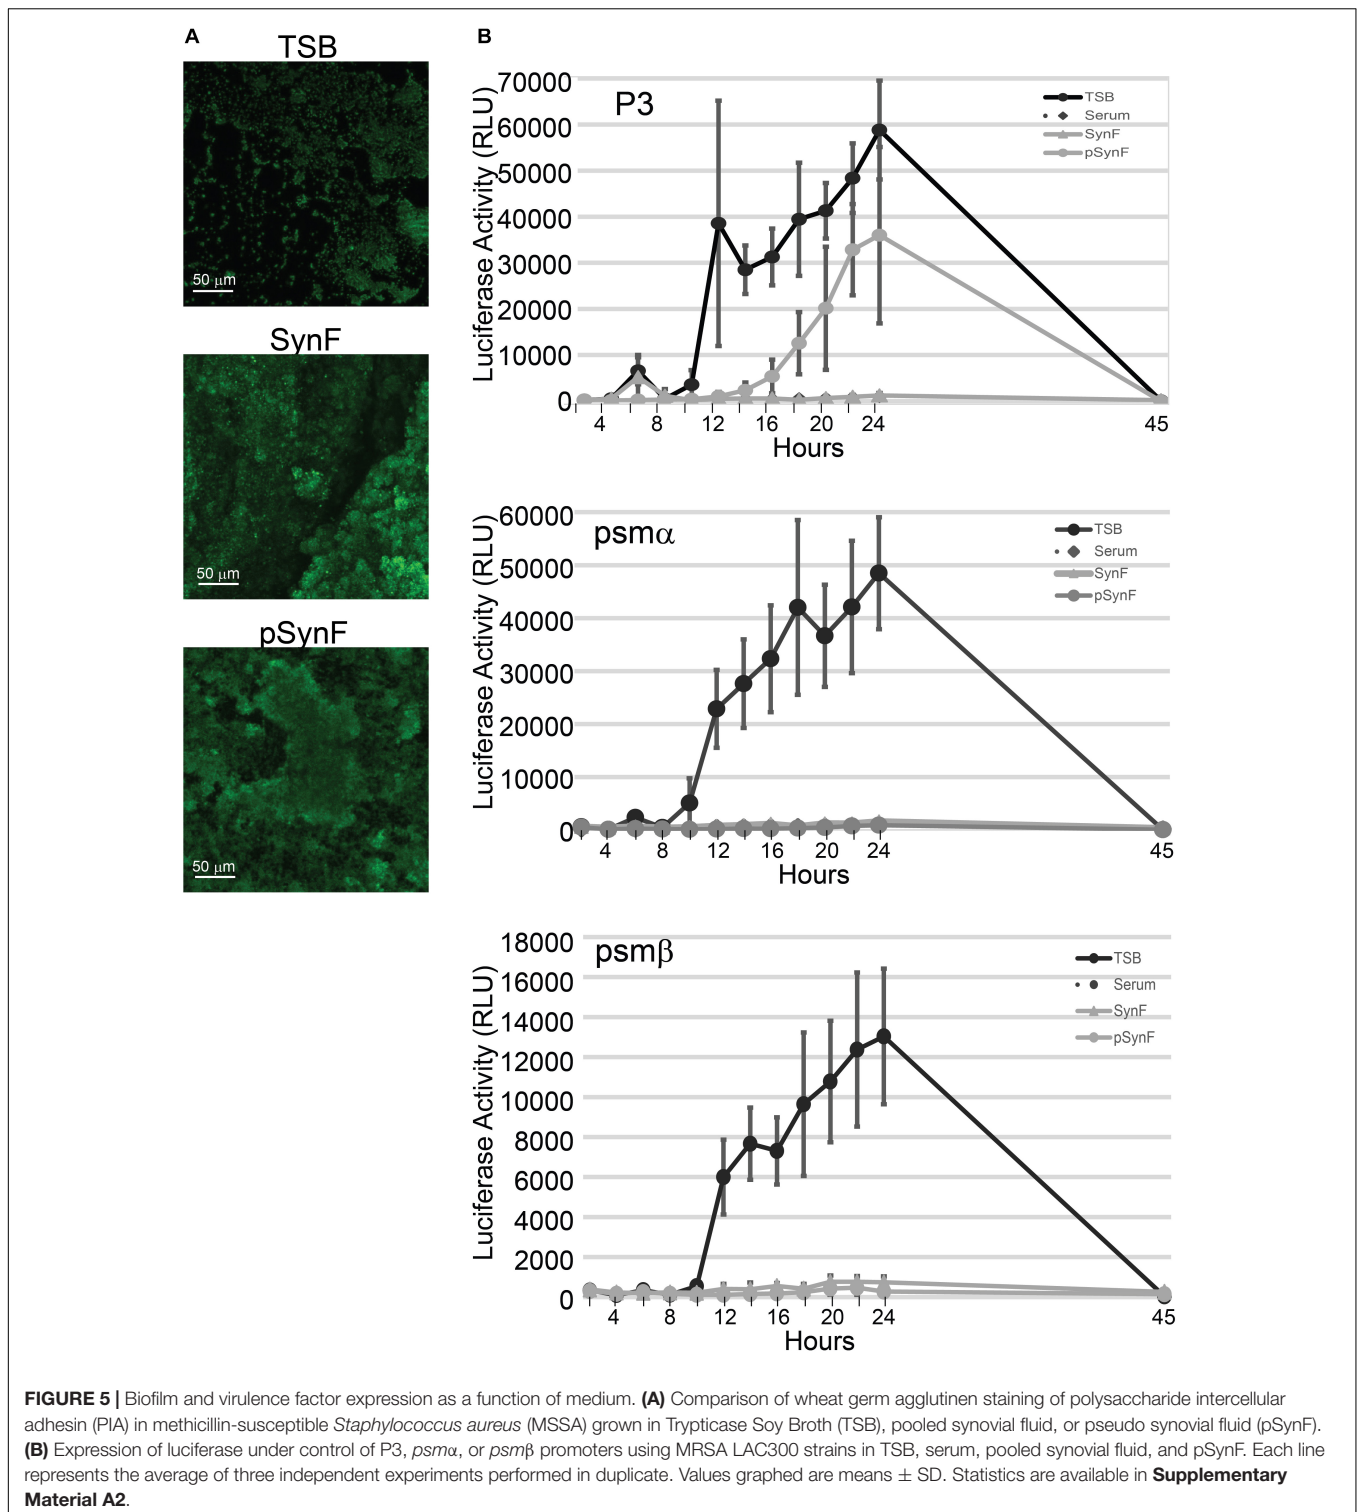 A
TSB
50 μm
SynF
50 μm
pSynF
50 μm
B
P3
Luciferase Activity (RLU)
70000
60000
50000
40000
30000
20000
10000
0
TSB
Serum
SynF
pSynF
4 8 12 16 20 24 45
Hours
psmα
Luciferase Activity (RLU)
60000
50000
40000
30000
20000
10000
0
TSB
Serum
SynF
pSynF
4 8 12 16 20 24 45
Hours
psmβ
Luciferase Activity (RLU)
18000
16000
14000
12000
10000
8000
6000
4000
2000
0
TSB
Serum
SynF
pSynF
4 8 12 16 20 24 45
Hours
FIGURE 5 | Biofilm and virulence factor expression as a function of medium. (A) Comparison of wheat germ agglutinen staining of polysaccharide intercellular
adhesin (PIA) in methicillin-susceptible Staphylococcus aureus (MSSA) grown in Trypticase Soy Broth (TSB), pooled synovial fluid, or pseudo synovial fluid (pSynF).
(B) Expression of luciferase under control of P3, psmα, or psmβ promoters using MRSA LAC300 strains in TSB, serum, pooled synovial fluid, and pSynF. Each line
represents the average of three independent experiments performed in duplicate. Values graphed are means ± SD. Statistics are available in Supplementary
Material A2.